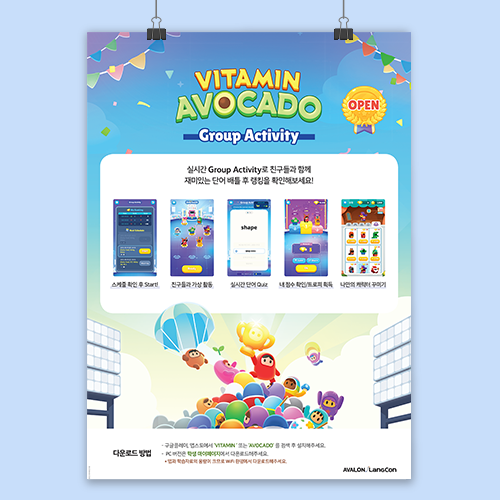 VITAMIN
AVOCADO
OPEN
Group Activity
실시간 Group Activity로 친구들과 함께
재미있는 단어 배틀 후 랭킹을 확인해보세요!
shape
스케줄 확인 후 Start!
친구들과 가상 활동
실시간 단어 Quiz
내 점수 확인/트로피 획득
나만의 캐릭터 꾸미기
다운로드 방법
· 구글플레이, 앱스토어에서 'VITAMIN' 또는 'AVOCADO' 를 검색 후 설치해주세요.
· PC 버전은 학생 마이페이지에서 다운로드해주세요.
• 앱과 학습자료의 용량이 크므로 WiFi 환경에서 다운로드해주세요.
AVALON / LangCon